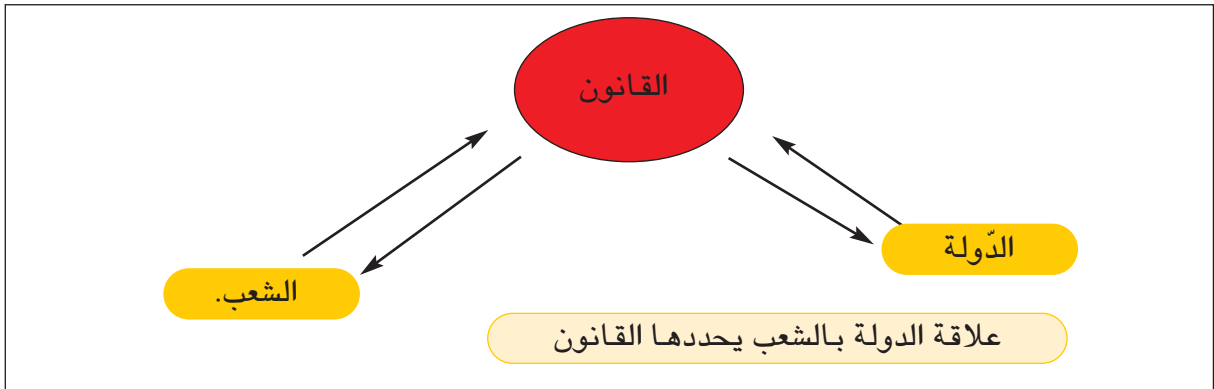 القانون
الدّولة
الشعب.
علاقة الدولة بالشعب يحددها القانون